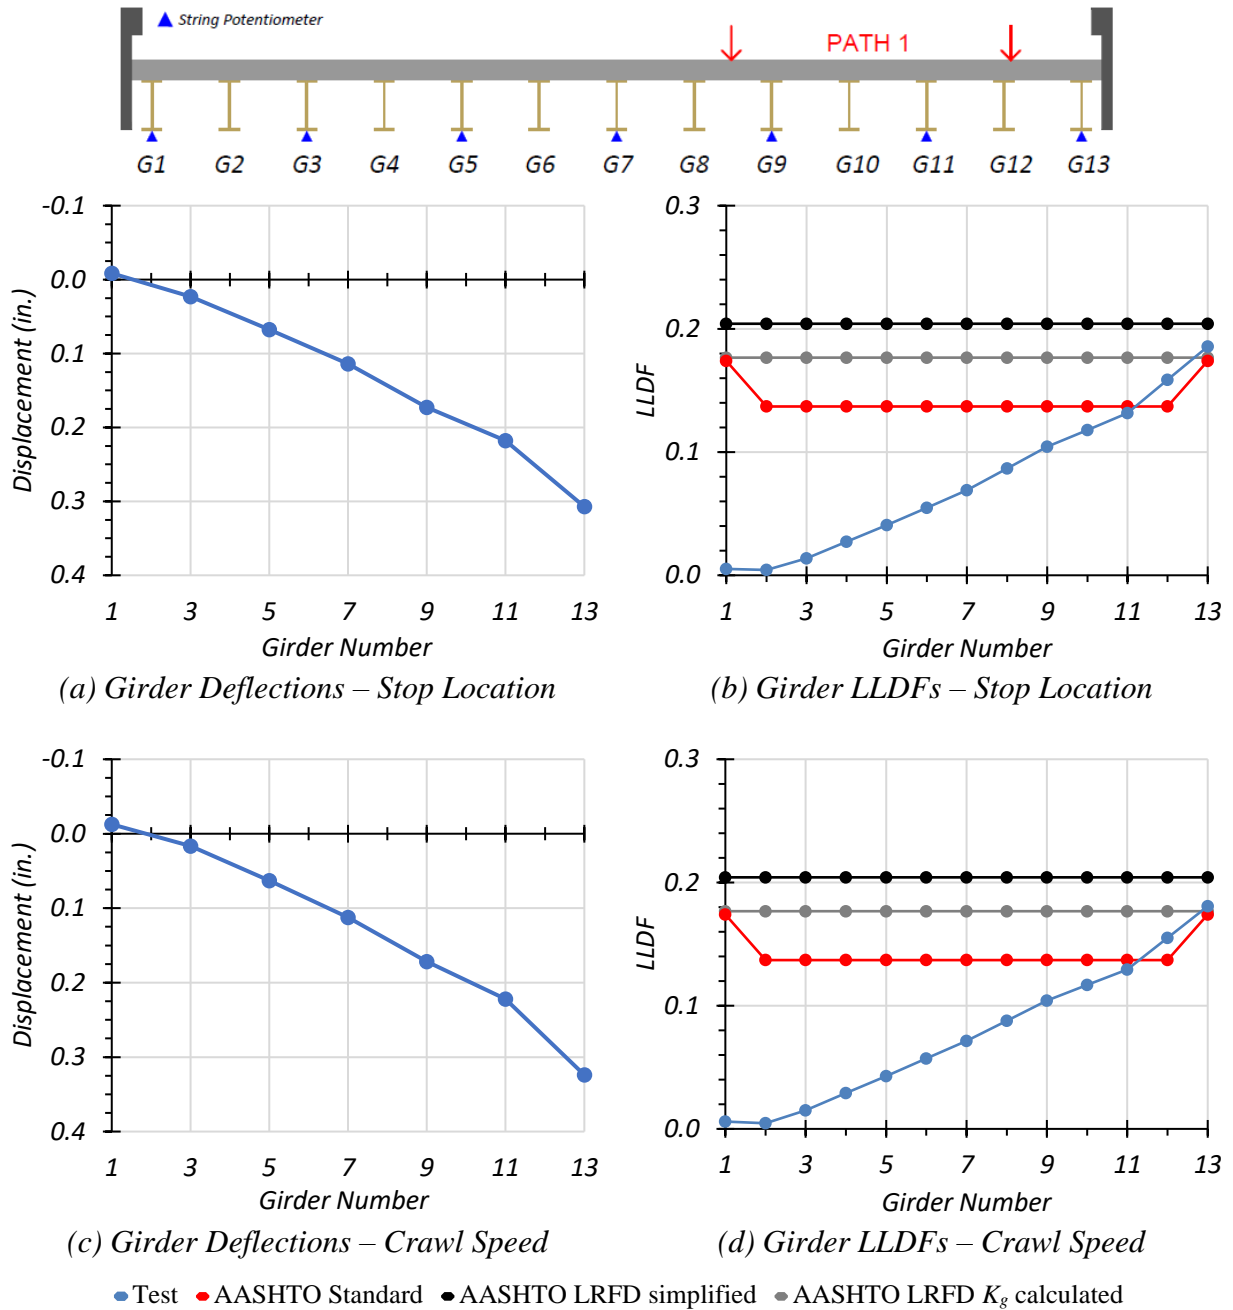 String Potentiometer
PATH 1
G1 G2 G3 G4 G5 G6 G7 G8 G9 G10 G11 G12 G13
-0.1
0.0
0.1
0.2
0.3
0.4
Displacement (in.)
1 3 5 7 9 11 13
Girder Number
(a) Girder Deflections – Stop Location
0.3
0.2
0.1
0.0
LLDF
1 3 5 7 9 11 13
Girder Number
(b) Girder LLDFs – Stop Location
-0.1
0.0
0.1
0.2
0.3
0.4
Displacement (in.)
1 3 5 7 9 11 13
Girder Number
(c) Girder Deflections – Crawl Speed
0.3
0.2
0.1
0.0
LLDF
1 3 5 7 9 11 13
Girder Number
(d) Girder LLDFs – Crawl Speed
Test AASHTO Standard AASHTO LRFD simplified AASHTO LRFD Kg calculated